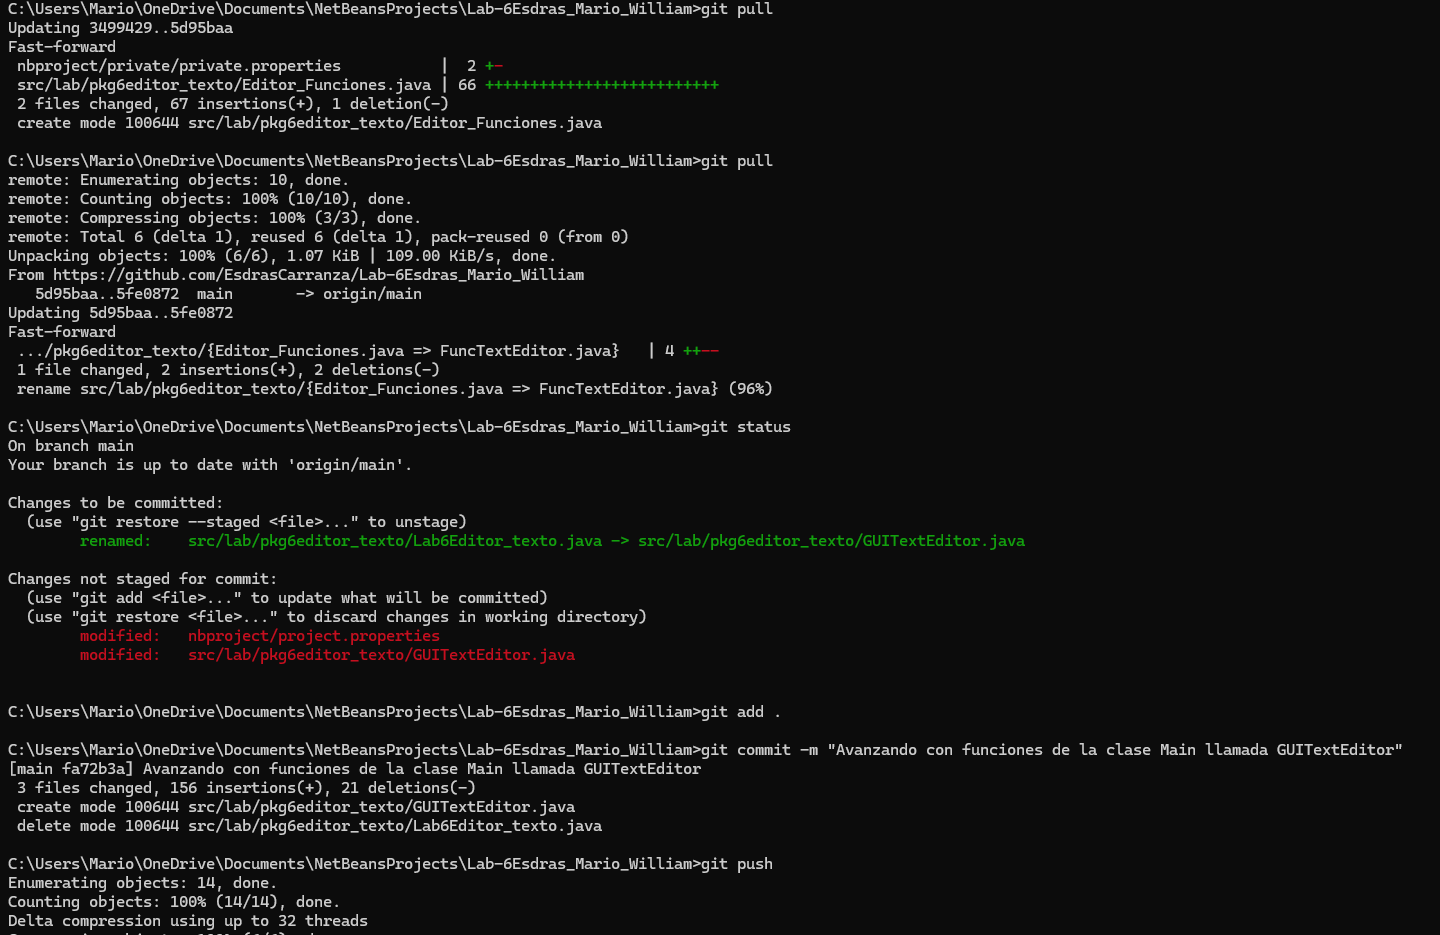 C:\Users\Mario\OneDrive\Documents\NetBeansProjects\Lab-6Esdras_Mario_William>git pull
Updating 3499429..5d95baa
Fast-forward
 nbproject/private/private.properties           |  2 +-
 src/lab/pkg6editor_texto/Editor_Funciones.java | 66 ++++++++++++++++++++++++++
 2 files changed, 67 insertions(+), 1 deletion(-)
 create mode 100644 src/lab/pkg6editor_texto/Editor_Funciones.java

C:\Users\Mario\OneDrive\Documents\NetBeansProjects\Lab-6Esdras_Mario_William>git pull
remote: Enumerating objects: 10, done.
remote: Counting objects: 100% (10/10), done.
remote: Compressing objects: 100% (3/3), done.
remote: Total 6 (delta 1), reused 6 (delta 1), pack-reused 0 (from 0)
Unpacking objects: 100% (6/6), 1.07 KiB | 109.00 KiB/s, done.
From https://github.com/EsdrasCarranza/Lab-6Esdras_Mario_William
   5d95baa..5fe0872  main       -> origin/main
Updating 5d95baa..5fe0872
Fast-forward
 .../pkg6editor_texto/{Editor_Funciones.java => FuncTextEditor.java}   | 4 ++--
 1 file changed, 2 insertions(+), 2 deletions(-)
 rename src/lab/pkg6editor_texto/{Editor_Funciones.java => FuncTextEditor.java} (96%)

C:\Users\Mario\OneDrive\Documents\NetBeansProjects\Lab-6Esdras_Mario_William>git status
On branch main
Your branch is up to date with 'origin/main'.

Changes to be committed:
  (use "git restore --staged <file>..." to unstage)
        renamed:    src/lab/pkg6editor_texto/Lab6Editor_texto.java -> src/lab/pkg6editor_texto/GUITextEditor.java

Changes not staged for commit:
  (use "git add <file>..." to update what will be committed)
  (use "git restore <file>..." to discard changes in working directory)
        modified:   nbproject/project.properties
        modified:   src/lab/pkg6editor_texto/GUITextEditor.java

C:\Users\Mario\OneDrive\Documents\NetBeansProjects\Lab-6Esdras_Mario_William>git add .

C:\Users\Mario\OneDrive\Documents\NetBeansProjects\Lab-6Esdras_Mario_William>git commit -m "Avanzando con funciones de la clase Main llamada GUITextEditor"
[main fa72b3a] Avanzando con funciones de la clase Main llamada GUITextEditor
 3 files changed, 156 insertions(+), 21 deletions(-)
 create mode 100644 src/lab/pkg6editor_texto/GUITextEditor.java
 delete mode 100644 src/lab/pkg6editor_texto/Lab6Editor_texto.java

C:\Users\Mario\OneDrive\Documents\NetBeansProjects\Lab-6Esdras_Mario_William>git push
Enumerating objects: 14, done.
Counting objects: 100% (14/14), done.
Delta compression using up to 32 threads